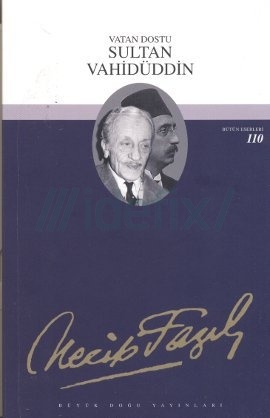 VATAN DOSTU
SULTAN
VAHİDÜDDİN
BÜTÜN ESERLERİ
110
Necip Fazıl
BÜYÜK DOĞU YAYINLARI